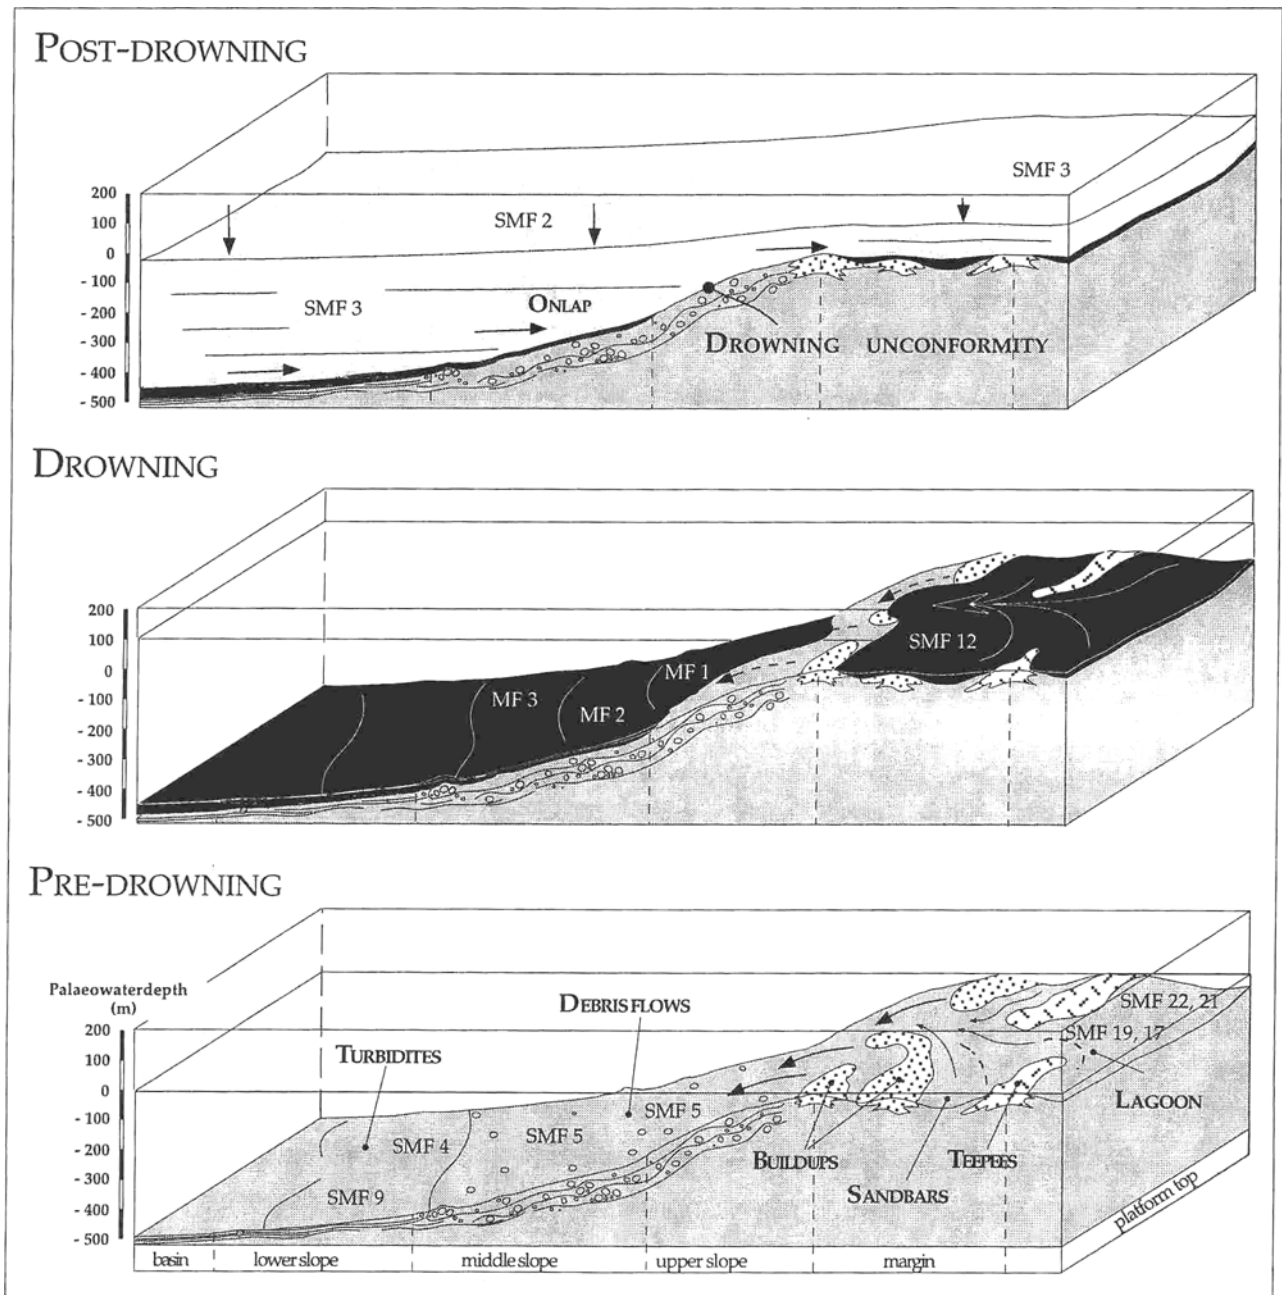 POST-DROWNING
SMF 3
200
100
0
- 100
- 200
- 300
- 400
- 500
SMF 2
SMF 3
ONLAP
DROWNING UNCONFORMITY
DROWNING
200
100
0
- 100
- 200
- 300
- 400
- 500
SMF 12
MF 1
MF 3
MF 2
PRE-DROWNING
Palaeowaterdepth
(m)
200
100
0
- 100
- 200
- 300
- 400
- 500
DEBRIS FLOWS
TURBIDITES
SMF 22, 21
SMF 19, 17
LAGOON
SMF 5
SMF 5
SMF 4
SMF 9
BUILDUPS
TEEPEES
SANDBARS
platform top
basin
lower slope
middle slope
upper slope
margin